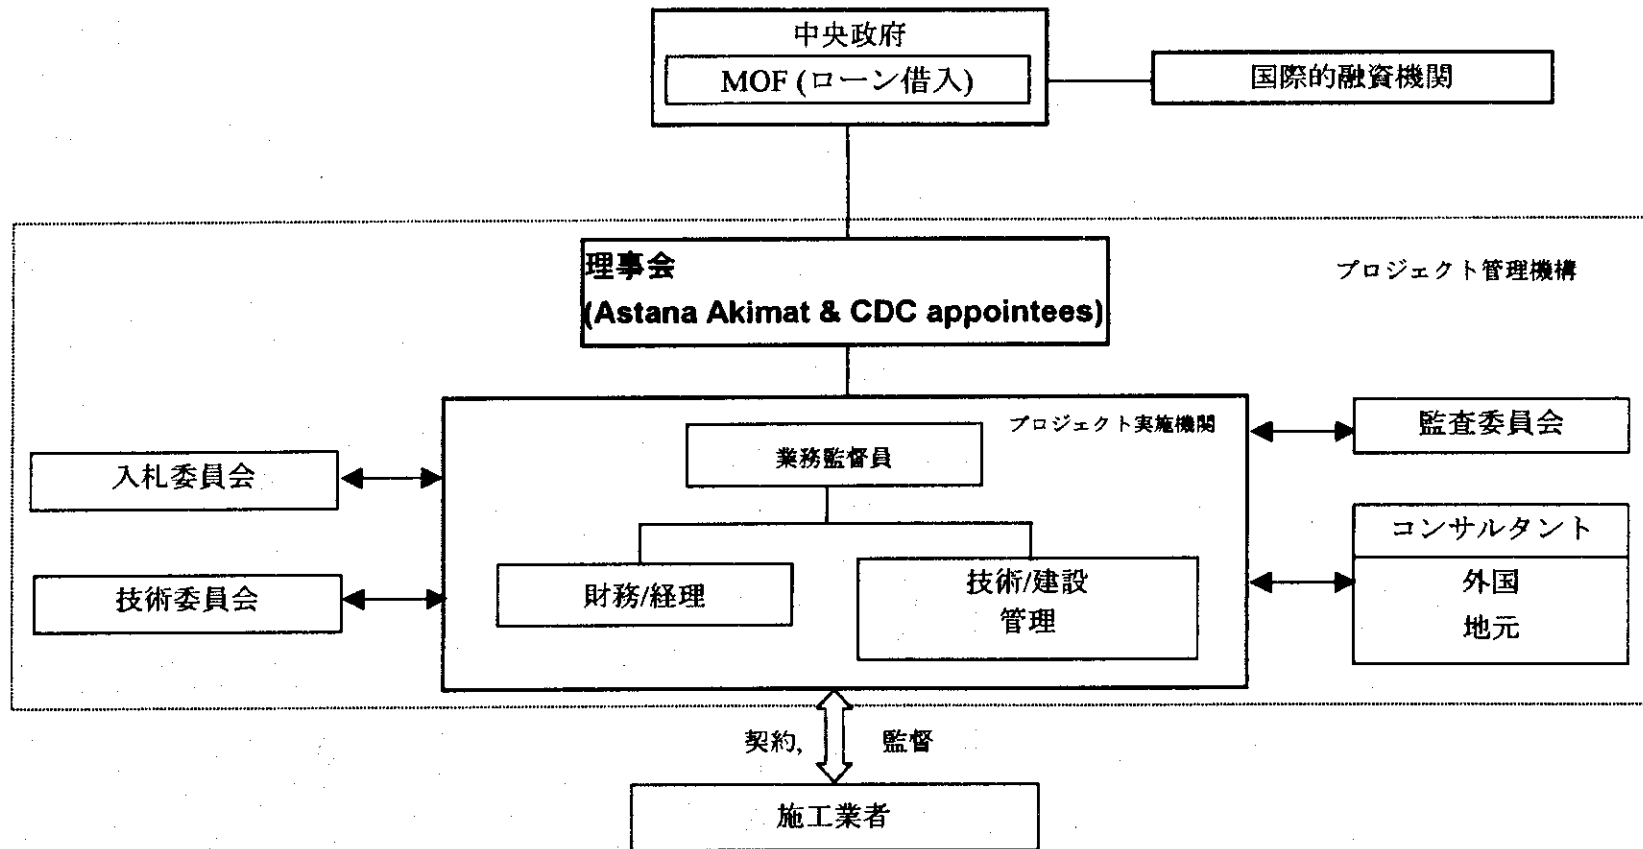 中央政府
MOF (ローン借入)
国際的融資機関
理事会
(Astana Akimat & CDC appointees)
プロジェクト管理機構
プロジェクト実施機関
業務監督員
監査委員会
入札委員会
コンサルタント
外国
地元
技術委員会
財務/経理
技術/建設
管理
契約,
監督
施工業者